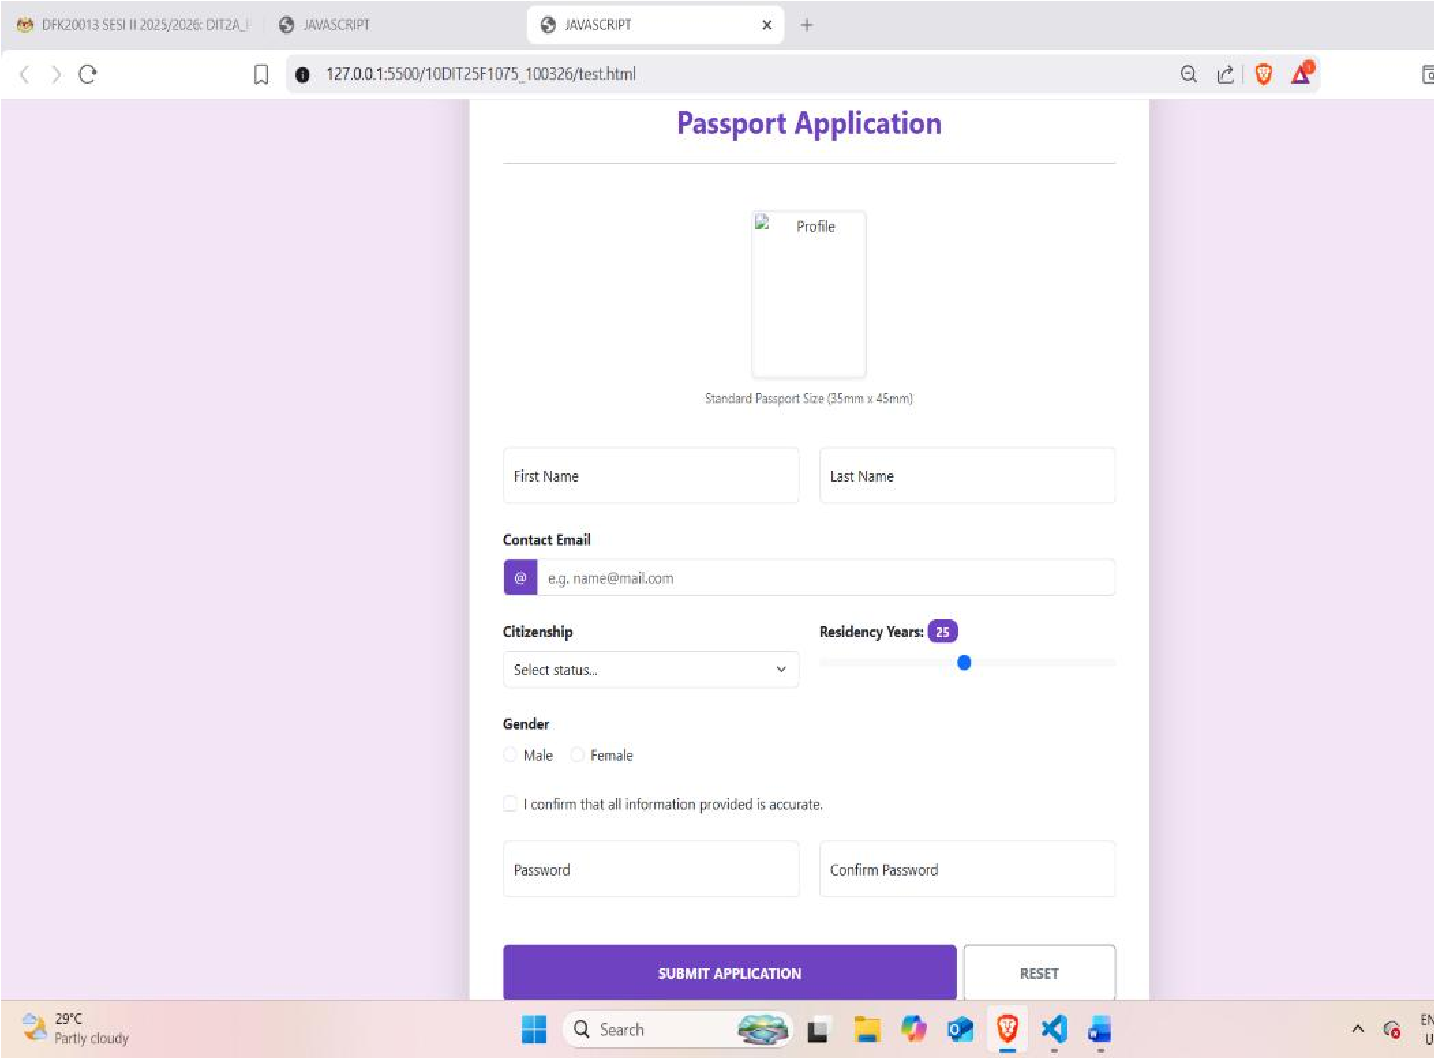 DFK20013 SESI II 2025/2026: DIT2A_
JAVASCRIPT
JAVASCRIPT
127.0.0.1:5500/10DIT25F1075_100326/test.html
Passport Application
Profile
Standard Passport Size (35mm x 45mm)
First Name
Last Name
Contact Email
@ e.g. name@mail.com
Citizenship
Residency Years: 25
Select status...
Gender
Male
Female
I confirm that all information provided is accurate.
Password
Confirm Password
SUBMIT APPLICATION
RESET
29°C
Partly cloudy
Search
EN
U